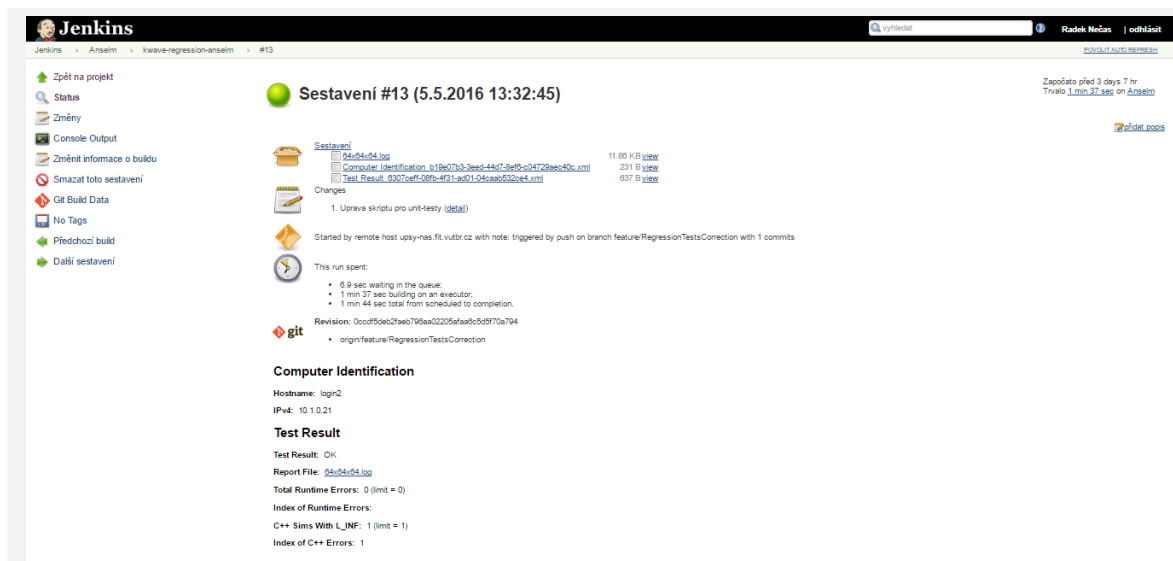 Jenkins
vyhledat
Radek Nečas | odhlásit
Jenkins Anselm kwave-regression-anselm #13
POVOLIT AUTO REFRESH
Zpět na projekt
Status
Změny
Console Output
Změnit informace o buildu
Smazat toto sestavení
Git Build Data
No Tags
Předchozí build
Další sestavení
Sestavení #13 (5.5.2016 13:32:45)
Započato před 3 days 7 hr
Trvalo 1 min 37 sec on Anselm
přidat popis
Sestavení
64x64x64.log 11.86 KB view
Computer Identification_b19e07b3-3eed-44d7-8ef6-c04729aec40c.xml 231 B view
Test Result_6307ceff-08fb-4f31-ad01-04caab532ce4.xml 637 B view
Changes
1. Uprava skriptu pro unit-testy (detail)
Started by remote host upsy-nas.fit.vutbr.cz with note: triggered by push on branch feature/RegressionTestsCorrection with 1 commits
This run spent:
6.9 sec waiting in the queue;
1 min 37 sec building on an executor;
1 min 44 sec total from scheduled to completion.
git
Revision: 0ccdf5deb2faeb796aa02205afaa6c5d5f70a794
origin/feature/RegressionTestsCorrection
Computer Identification
Hostname: login2
IPv4: 10.1.0.21
Test Result
Test Result: OK
Report File: 64x64x64.log
Total Runtime Errors: 0 (limit = 0)
Index of Runtime Errors:
C++ Sims With L_INF: 1 (limit = 1)
Index of C++ Errors: 1